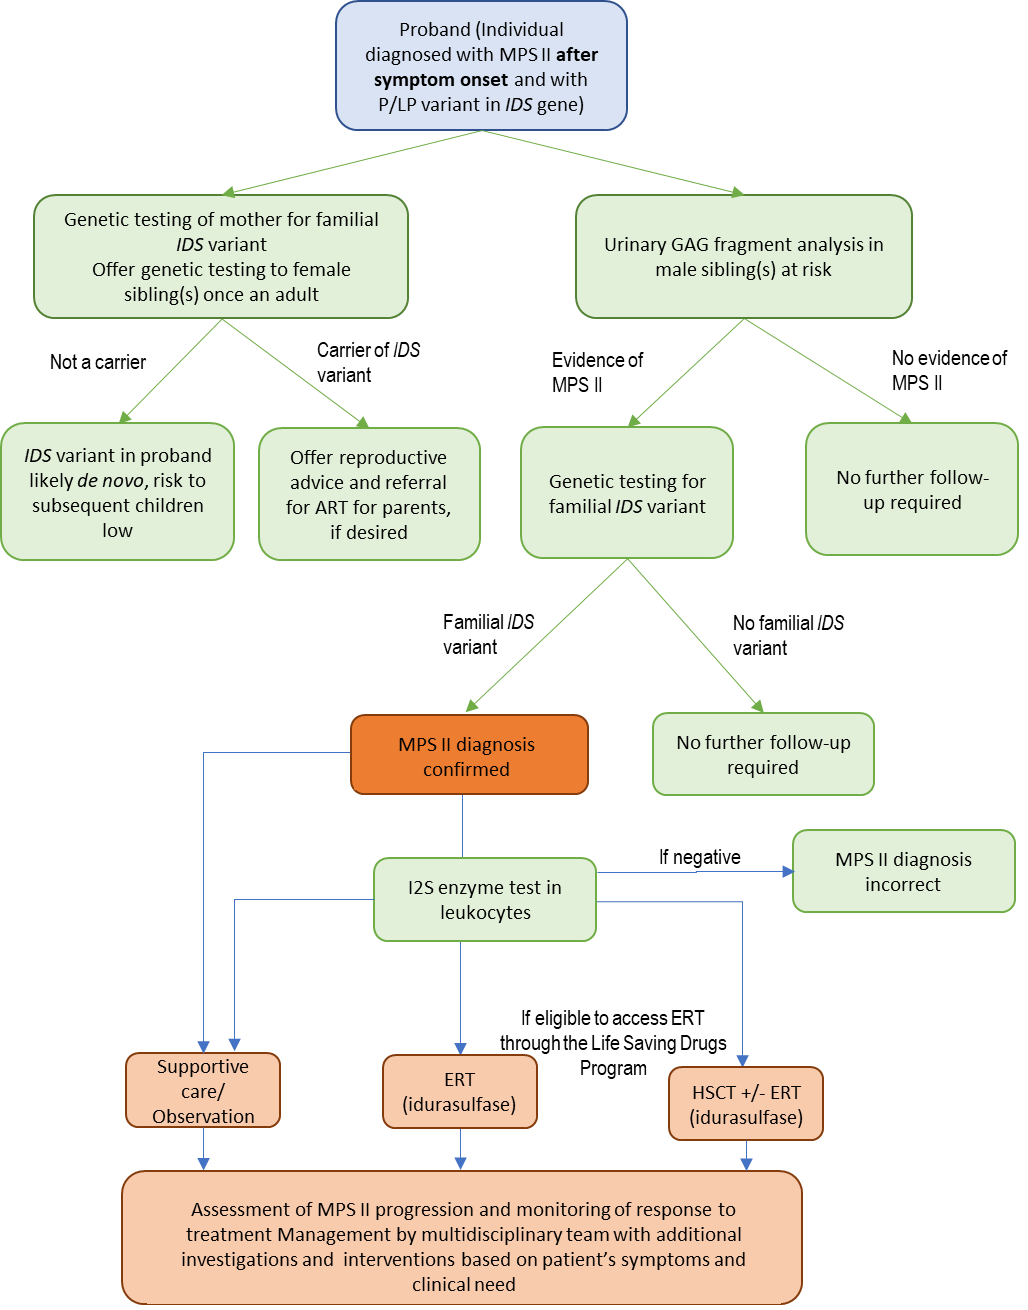 Proband (Individual
diagnosed with MPS II after
symptom onset and with
P/LP variant in IDS gene)
Genetic testing of mother for familial
IDS variant
Offer genetic testing to female
sibling(s) once an adult
Urinary GAG fragment analysis in
male sibling(s) at risk
Not a carrier
Carrier of IDS
variant
Evidence of
MPS II
No evidence of
MPS II
IDS variant in proband
likely de novo, risk to
subsequent children
low
Offer reproductive
advice and referral
for ART for parents,
if desired
Genetic testing for
familial IDS variant
No further follow-
up required
Familial IDS
variant
No familial IDS
variant
MPS II diagnosis
confirmed
No further follow-up
required
If negative
MPS II diagnosis
incorrect
I2S enzyme test in
leukocytes
If eligible to access ERT
through the Life Saving Drugs
Program
Supportive
care/
Observation
ERT
(idurasulfase)
HSCT +/- ERT
(idurasulfase)
Assessment of MPS II progression and monitoring of response to
treatment Management by multidisciplinary team with additional
investigations and interventions based on patient's symptoms and
clinical need